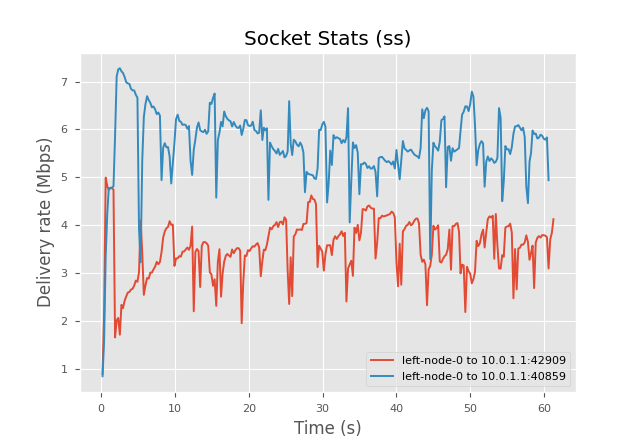 Socket Stats (ss)
Delivery rate (Mbps)
7
6
5
4
3
2
1
0
10
20
30
40
50
60
Time (s)
left-node-0 to 10.0.1.1:42909
left-node-0 to 10.0.1.1:40859